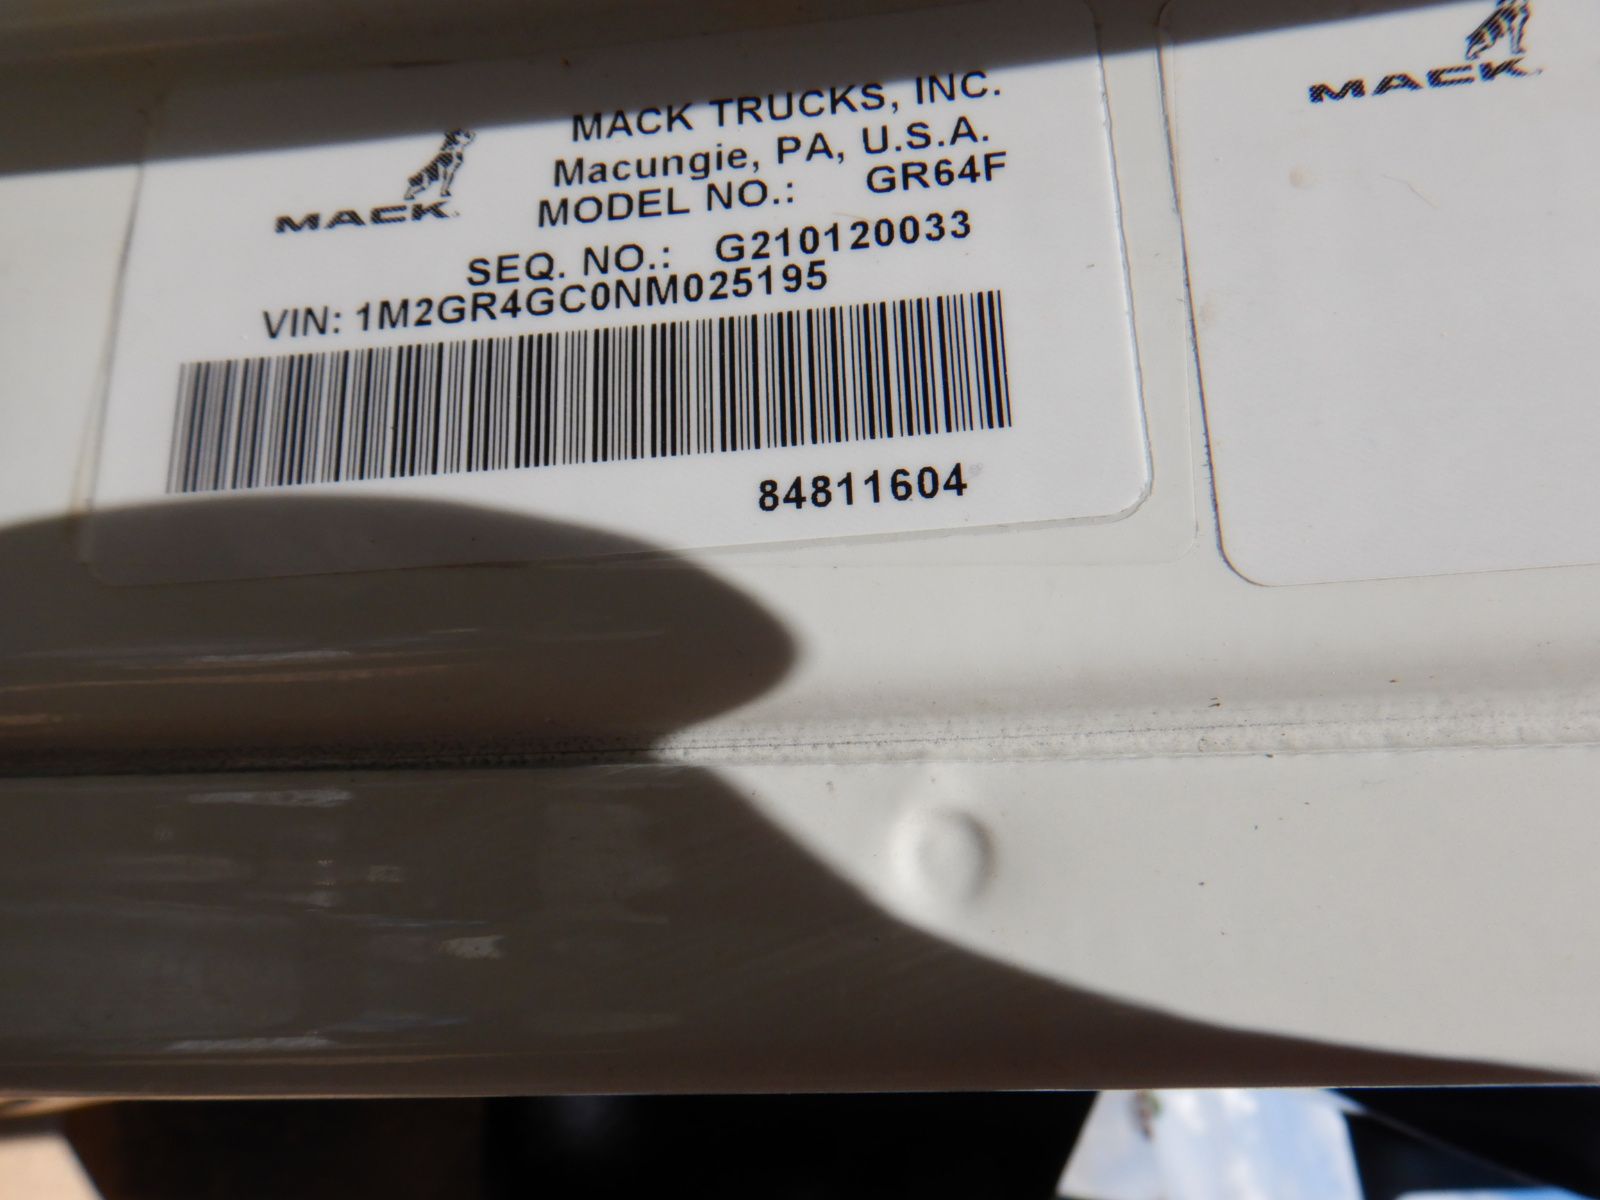 MACK TRUCKS, INC.
Macungie, PA, U.S.A.
MACK
MODEL NO.: GR64F
SEQ. NO.: G210120033
VIN: 1M2GR4GC0NM025195
84811604
MACK